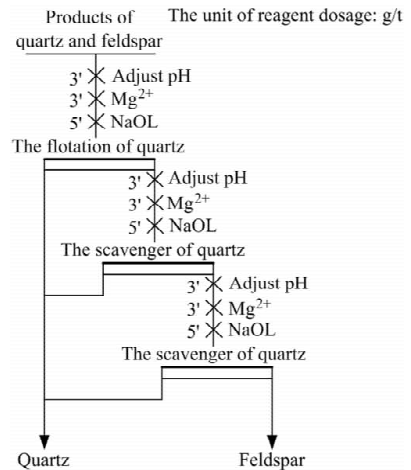 Products of
quartz and feldspar
The unit of reagent dosage: g/t
3' Adjust pH
3' Mg²⁺
5' NaOL
The flotation of quartz
3' Adjust pH
3' Mg²⁺
5' NaOL
The scavenger of quartz
3' Adjust pH
3' Mg²⁺
5' NaOL
The scavenger of quartz
Quartz
Feldspar